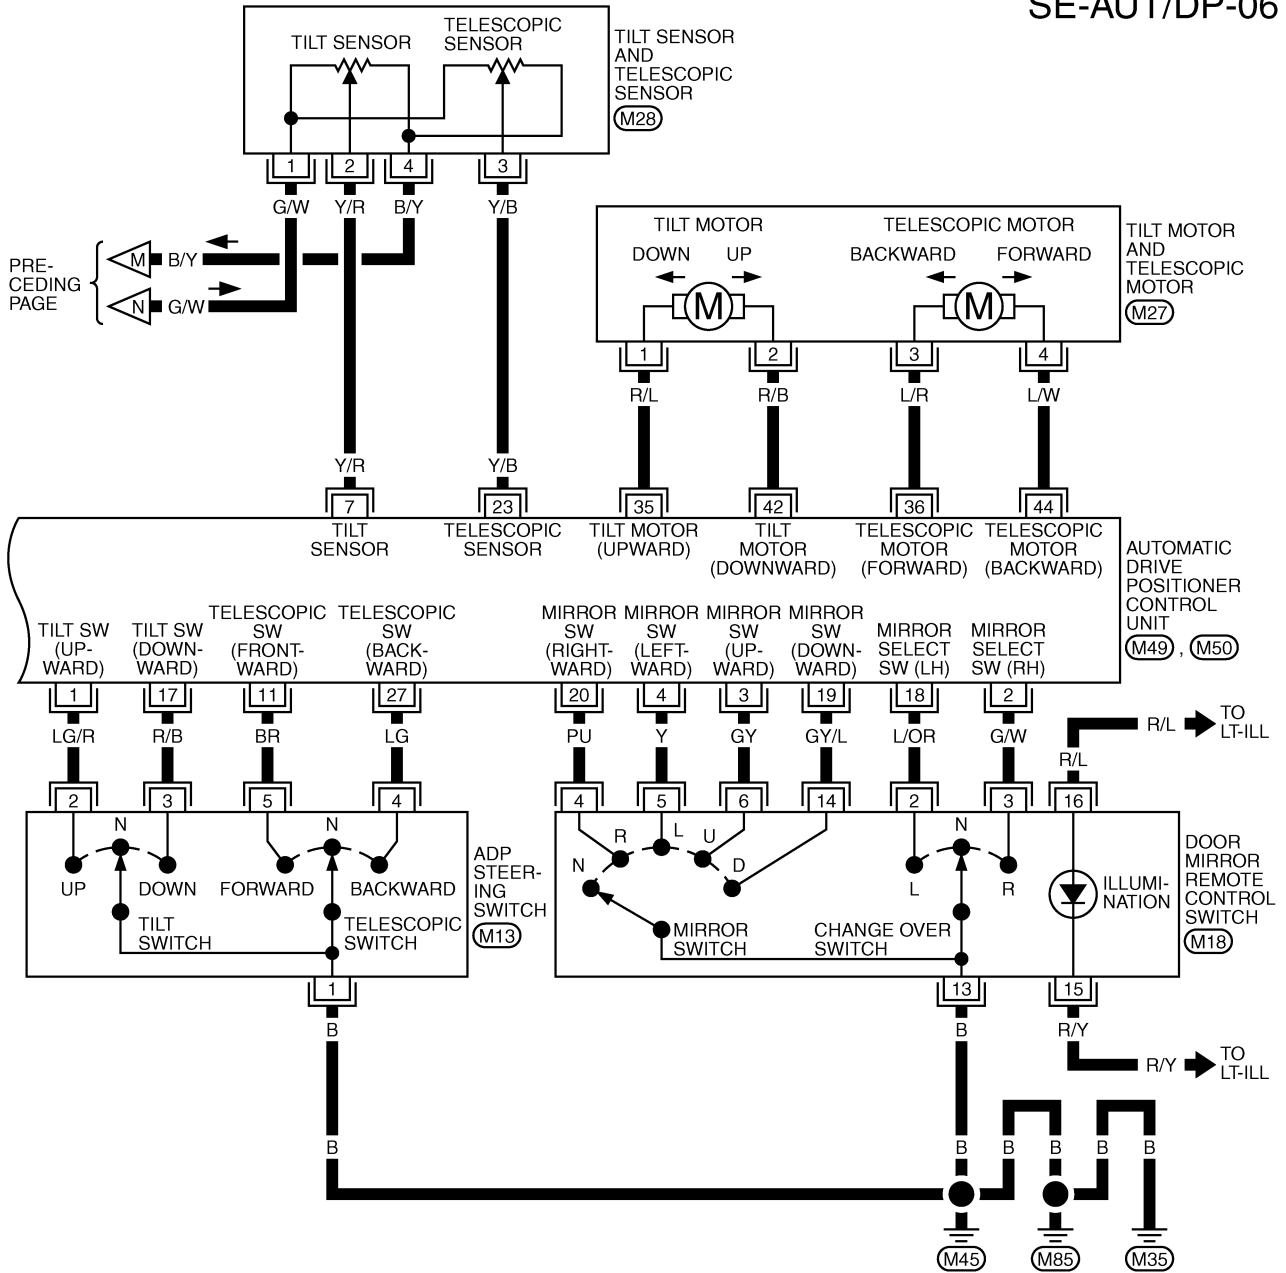 SE-AUT/DP-06
TILT SENSOR
TELESCOPIC
SENSOR
TILT SENSOR
AND
TELESCOPIC
SENSOR
M28
1 2 4 3
G/W Y/R B/Y Y/B
PRE-
CEDING
PAGE
M B/Y
N G/W
TILT MOTOR
DOWN UP
TELESCOPIC MOTOR
BACKWARD FORWARD
M M
TILT MOTOR
AND
TELESCOPIC
MOTOR
M27
1 2 3 4
R/L R/B L/R L/W
Y/R Y/B
7 23 35 42 36 44
TILT
SENSOR
TELESCOPIC
SENSOR
TILT MOTOR
(UPWARD)
TILT
MOTOR
(DOWNWARD)
TELESCOPIC
MOTOR
(FORWARD)
TELESCOPIC
MOTOR
(BACKWARD)
AUTOMATIC
DRIVE
POSITIONER
CONTROL
UNIT
M49 , M50
TILT SW
(UP-
WARD)
TILT SW
(DOWN-
WARD)
TELESCOPIC
SW
(FRONT-
WARD)
TELESCOPIC
SW
(BACK-
WARD)
MIRROR
SW
(RIGHT-
WARD)
MIRROR
SW
(LEFT-
WARD)
MIRROR
SW
(UP-
WARD)
MIRROR
SW
(DOWN-
WARD)
MIRROR
SELECT
SW (LH)
MIRROR
SELECT
SW (RH)
1 17 11 27 20 4 3 19 18 2
LG/R R/B BR LG PU Y GY GY/L L/OR G/W
R/L
R/L
TO
LT-ILL
2 3 5 4 4 5 6 14 2 3 16
N
UP DOWN
TILT
SWITCH
N
FORWARD BACKWARD
TELESCOPIC
SWITCH
ADP
STEER-
ING
SWITCH
M13
N R L U D
MIRROR
SWITCH
N
L R
CHANGE OVER
SWITCH
ILLUMI-
NATION
DOOR
MIRROR
REMOTE
CONTROL
SWITCH
M18
1 13 15
B B R/Y
R/Y
TO
LT-ILL
B B B B B B
M45 M85 M35